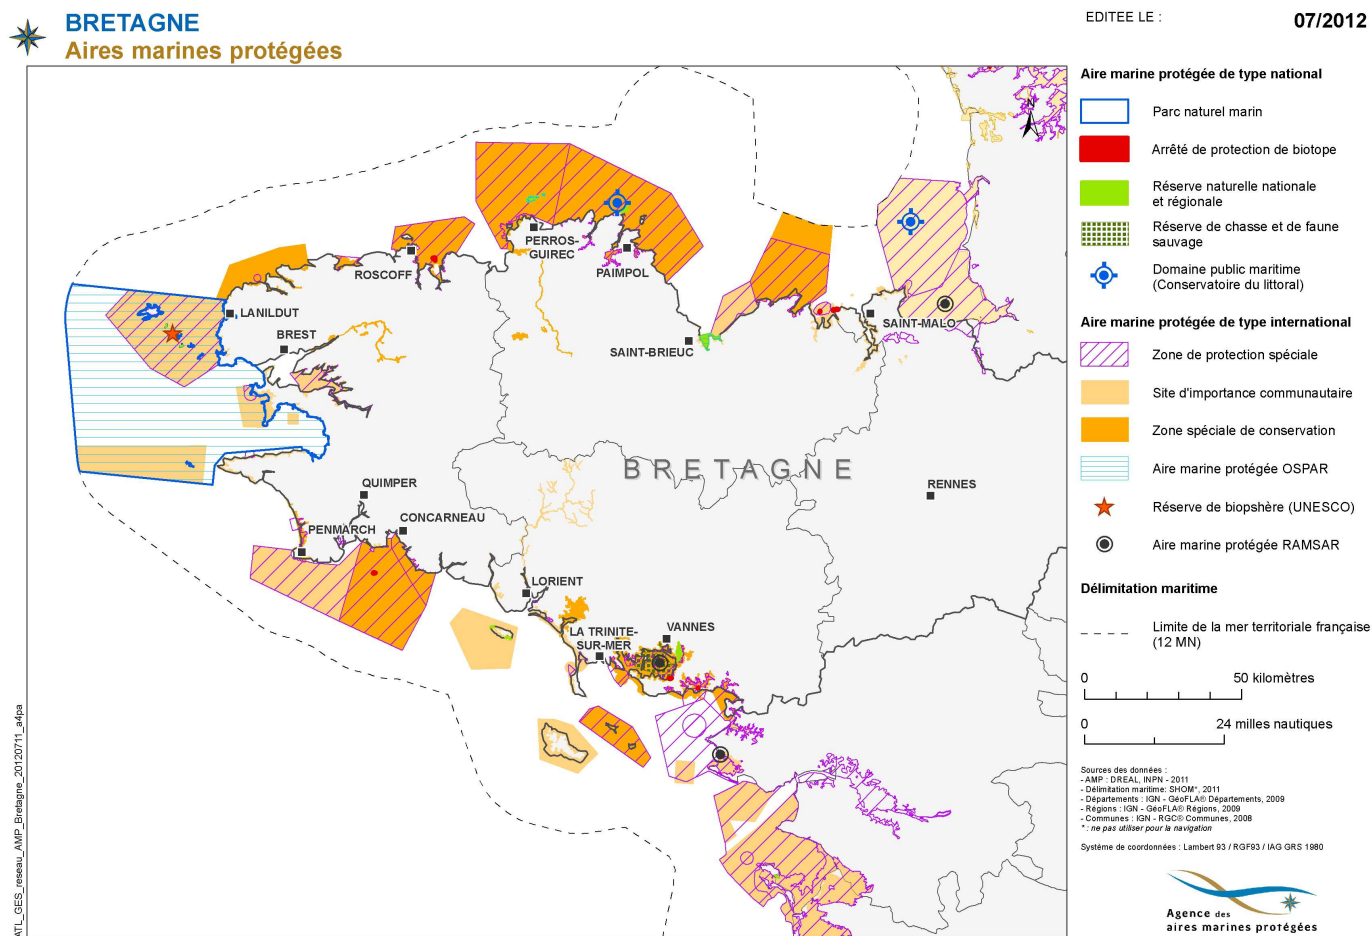 BRETAGNE
Aires marines protégées
EDITEE LE :
07/2012
Aire marine protégée de type national
Parc naturel marin
Arrêté de protection de biotope
Réserve naturelle nationale
et régionale
Réserve de chasse et de faune
sauvage
Domaine public maritime
(Conservatoire du littoral)
Aire marine protégée de type international
Zone de protection spéciale
Site d'importance communautaire
Zone spéciale de conservation
Aire marine protégée OSPAR
Réserve de biopshère (UNESCO)
Aire marine protégée RAMSAR
Délimitation maritime
Limite de la mer territoriale française
(12 MN)
0
50 kilomètres
0
24 milles nautiques
Sources des données :
- AMP : DREAL, INPN - 2011
- Délimitation maritime: SHOM*, 2011
- Départements : IGN - GéoFLA® Départements, 2009
- Régions : IGN - GéoFLA® Régions, 2009
- Communes : IGN - RGC® Communes, 2008
* : ne pas utiliser pour la navigation
Système de coordonnées : Lambert 93 / RGF93 / IAG GRS 1980
Agence des
aires marines protégées
N
PERROS-
GUIREC
PAIMPOL
ROSCOFF
LANILDUT
BREST
SAINT-BRIEUC
SAINT-MALO
BRETAGNE
RENNES
QUIMPER
CONCARNEAU
PENMARCH
LORIENT
LA TRINITE-
SUR-MER
VANNES
ATL_GES_reseau_AMP_Bretagne_20120711_a4pa